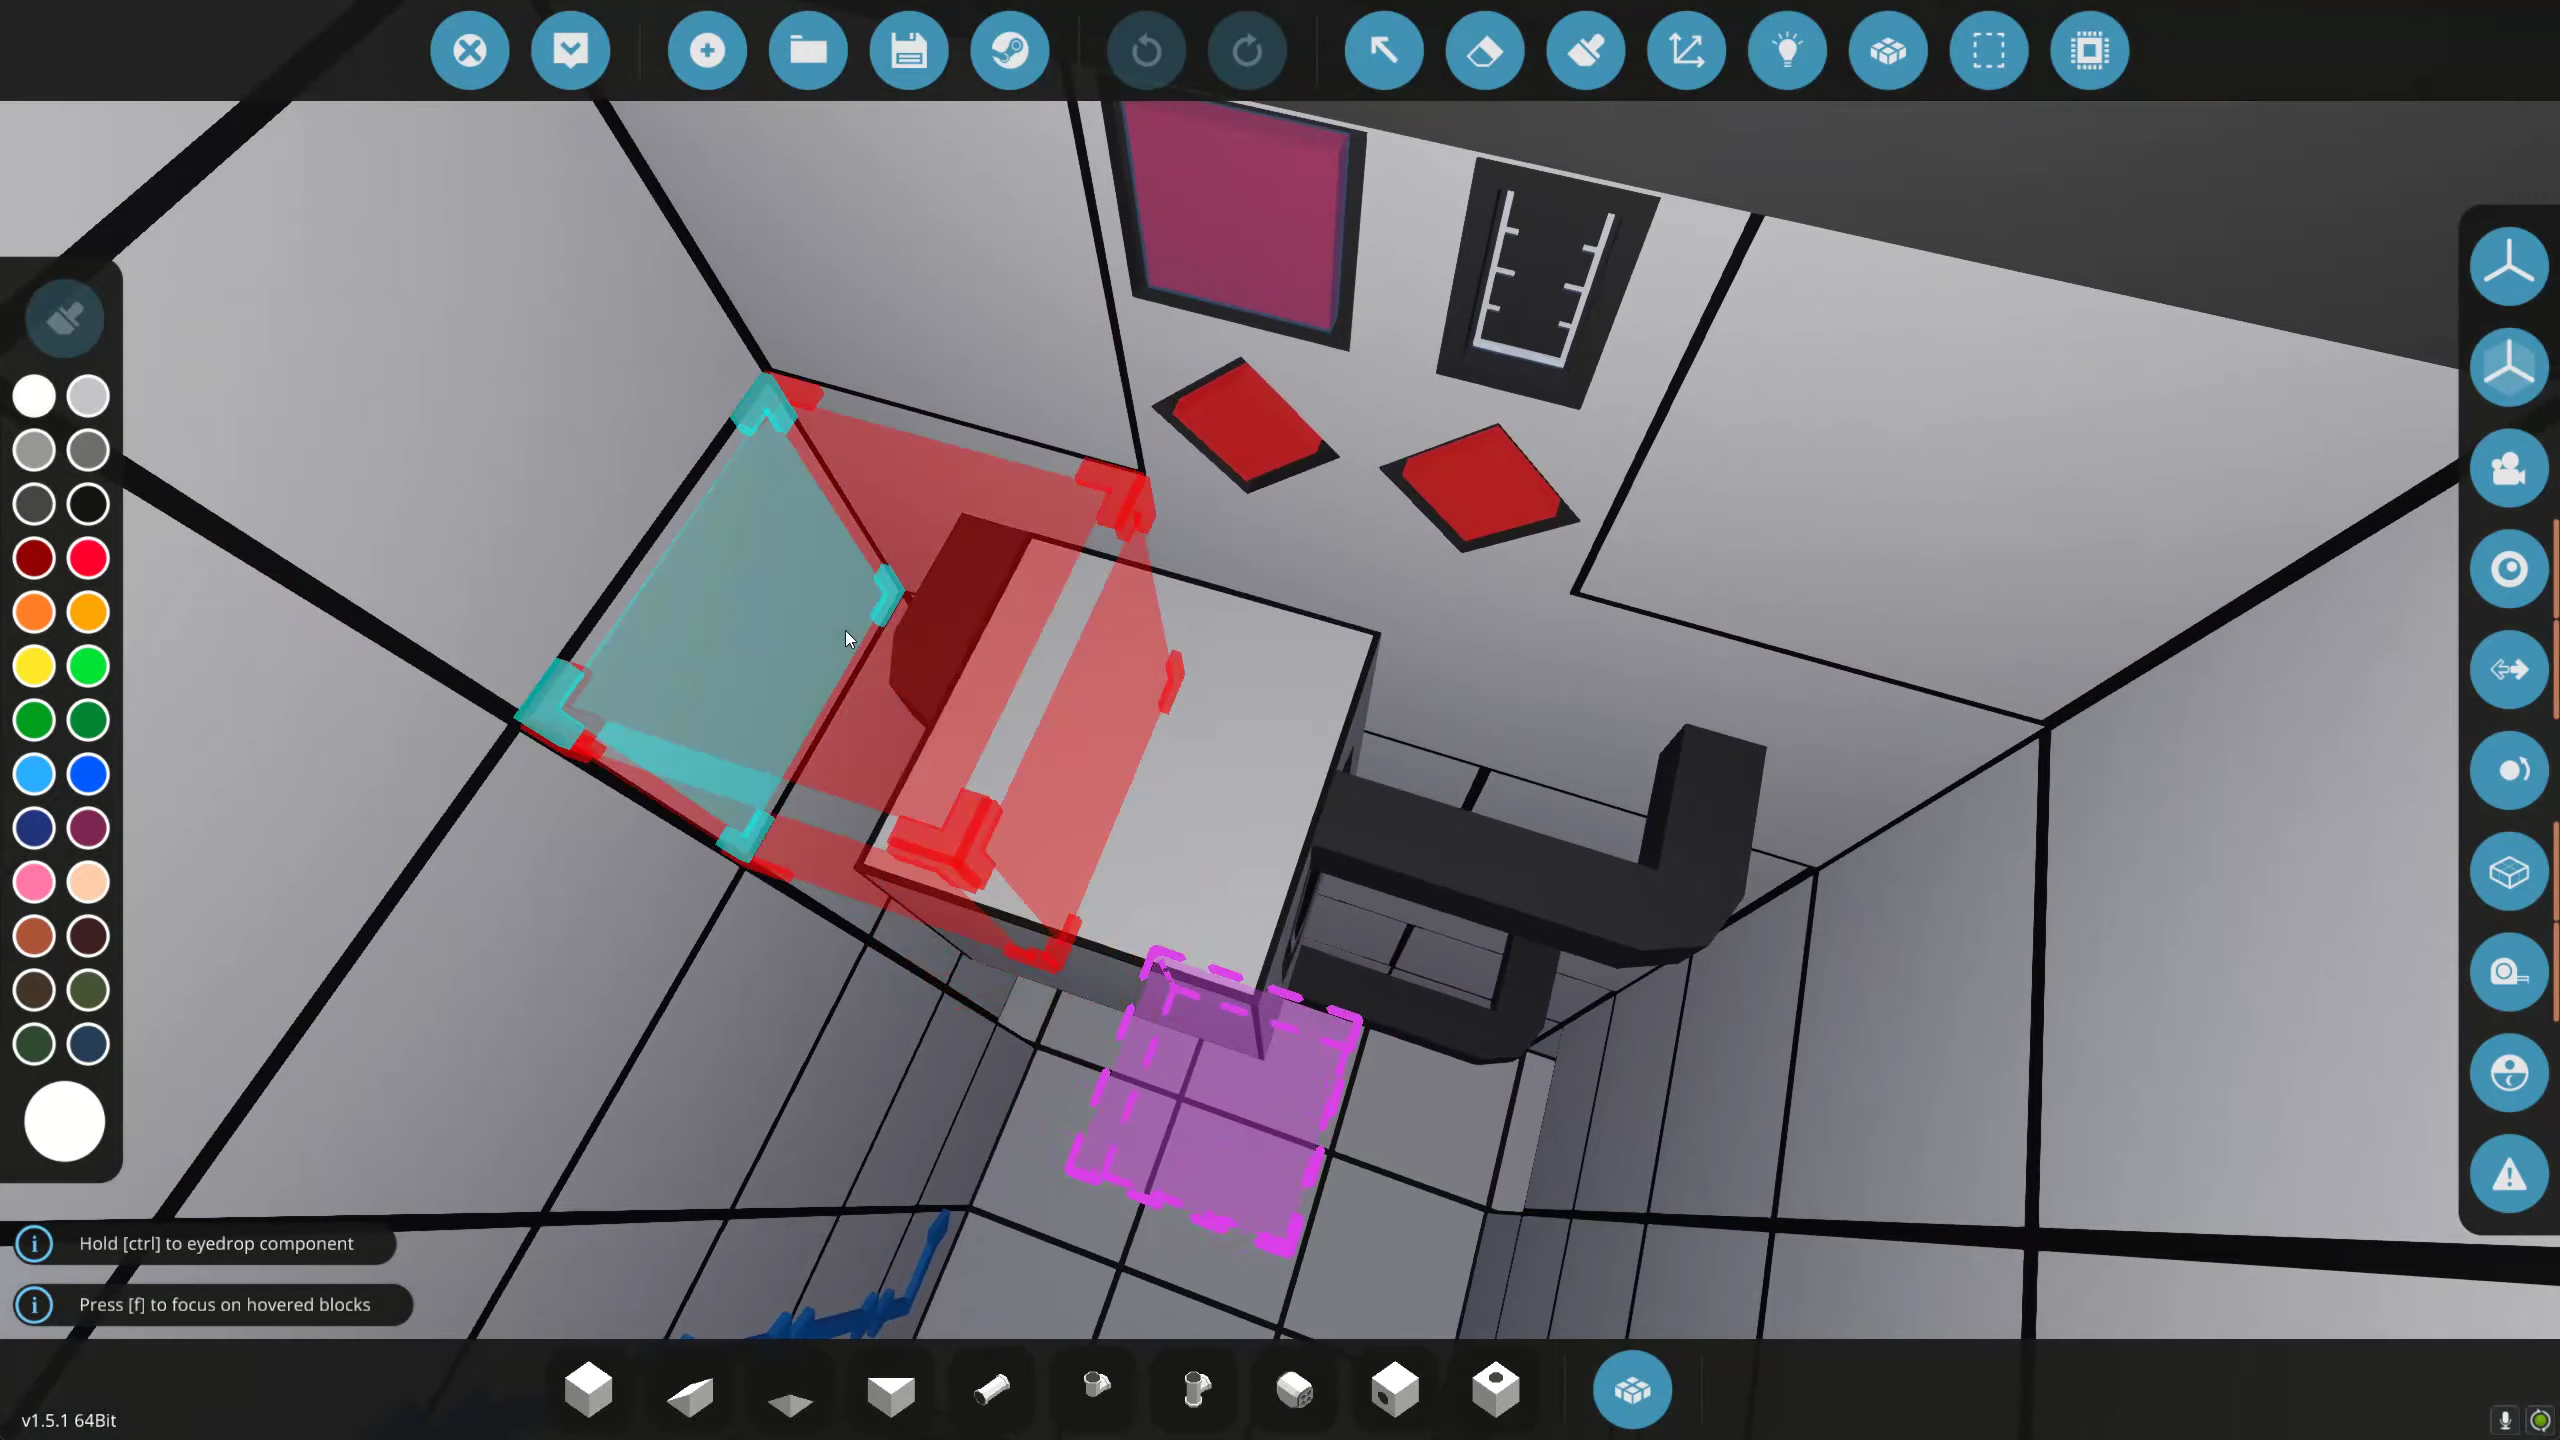 Hold [ctrl] to eyedrop component
Press [f] to focus on hovered blocks
v1.5.1 64Bit